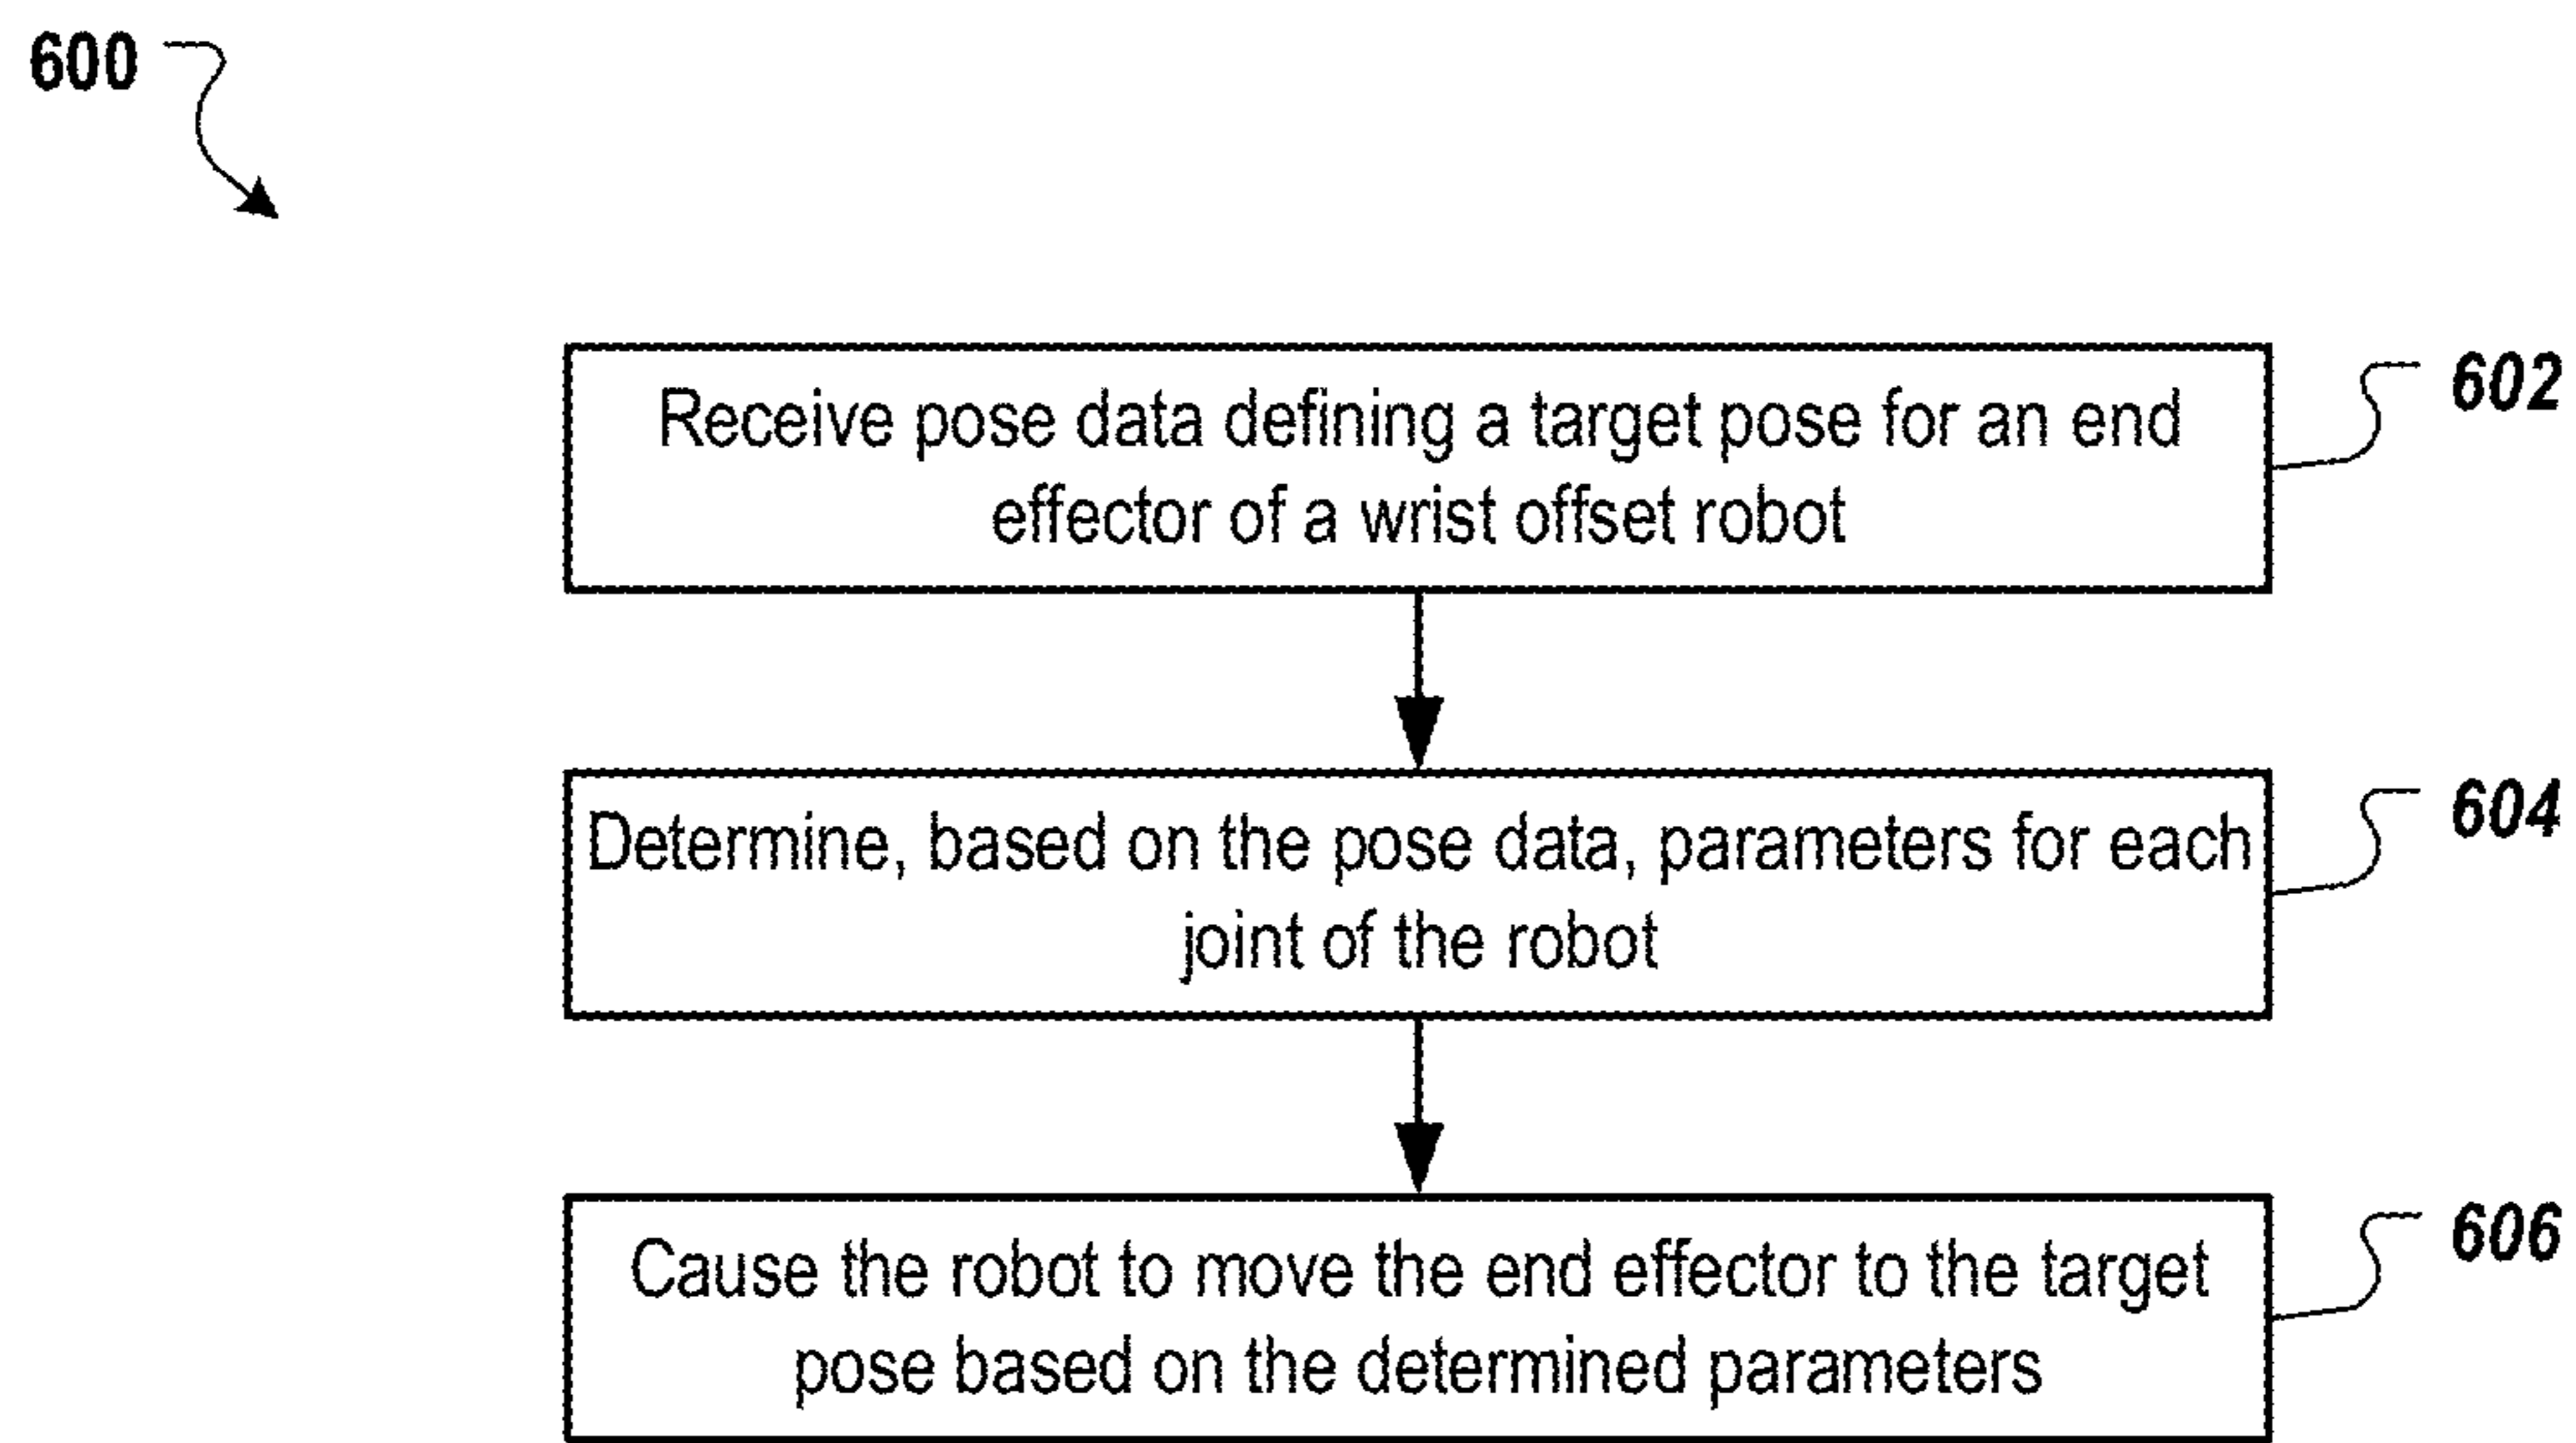 600
Receive pose data defining a target pose for an end
effector of a wrist offset robot
602
Determine, based on the pose data, parameters for each
joint of the robot
604
Cause the robot to move the end effector to the target
pose based on the determined parameters
606